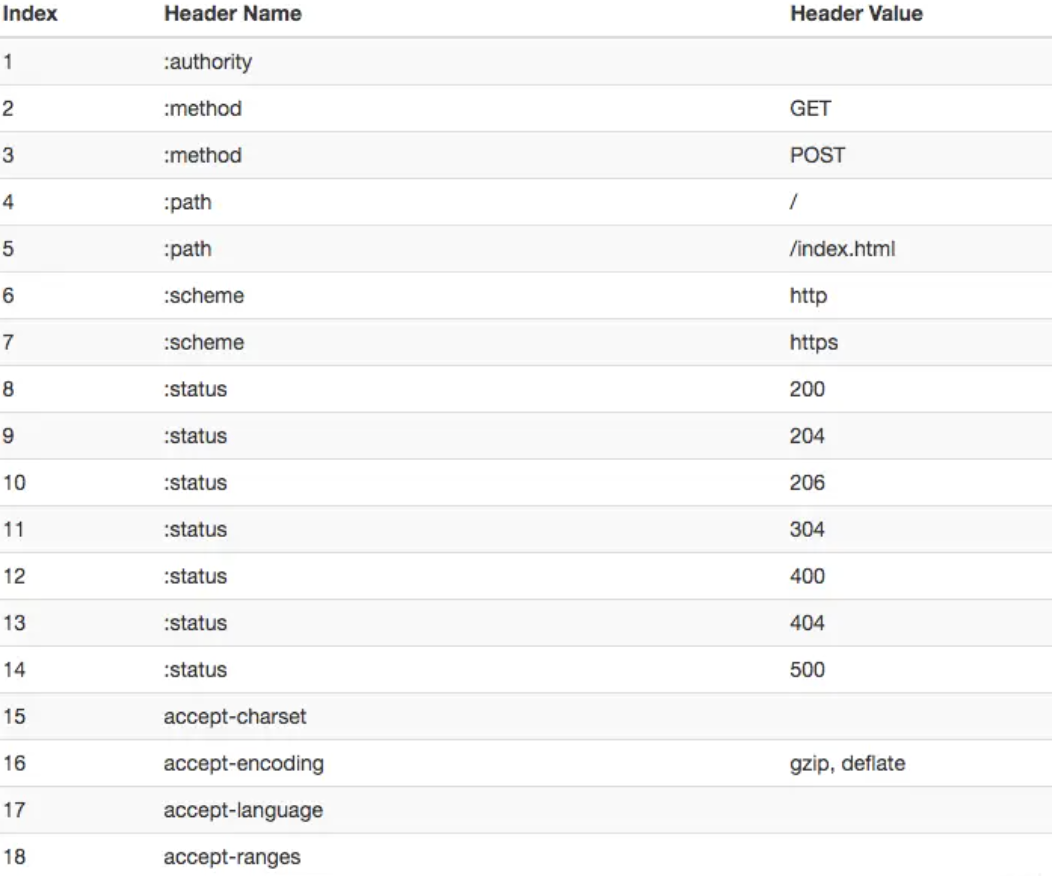 Index Header Name Header Value
1 :authority
2 :method GET
3 :method POST
4 :path /
5 :path /index.html
6 :scheme http
7 :scheme https
8 :status 200
9 :status 204
10 :status 206
11 :status 304
12 :status 400
13 :status 404
14 :status 500
15 accept-charset
16 accept-encoding gzip, deflate
17 accept-language
18 accept-ranges